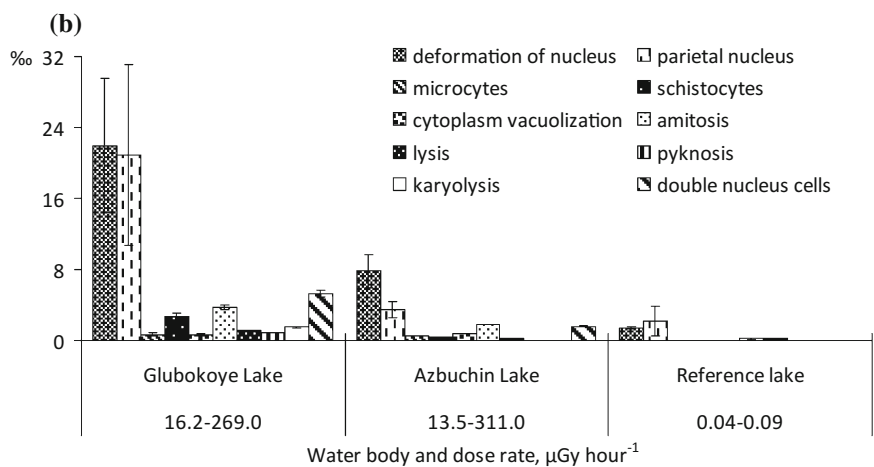 (b)
‰
32
24
16
8
0
deformation of nucleus
parietal nucleus
microcytes
schistocytes
cytoplasm vacuolization
amitosis
lysis
pyknosis
karyolysis
double nucleus cells
Glubokoye Lake
Azbuchin Lake
Reference lake
16.2-269.0
13.5-311.0
0.04-0.09
Water body and dose rate, μGy hour⁻¹